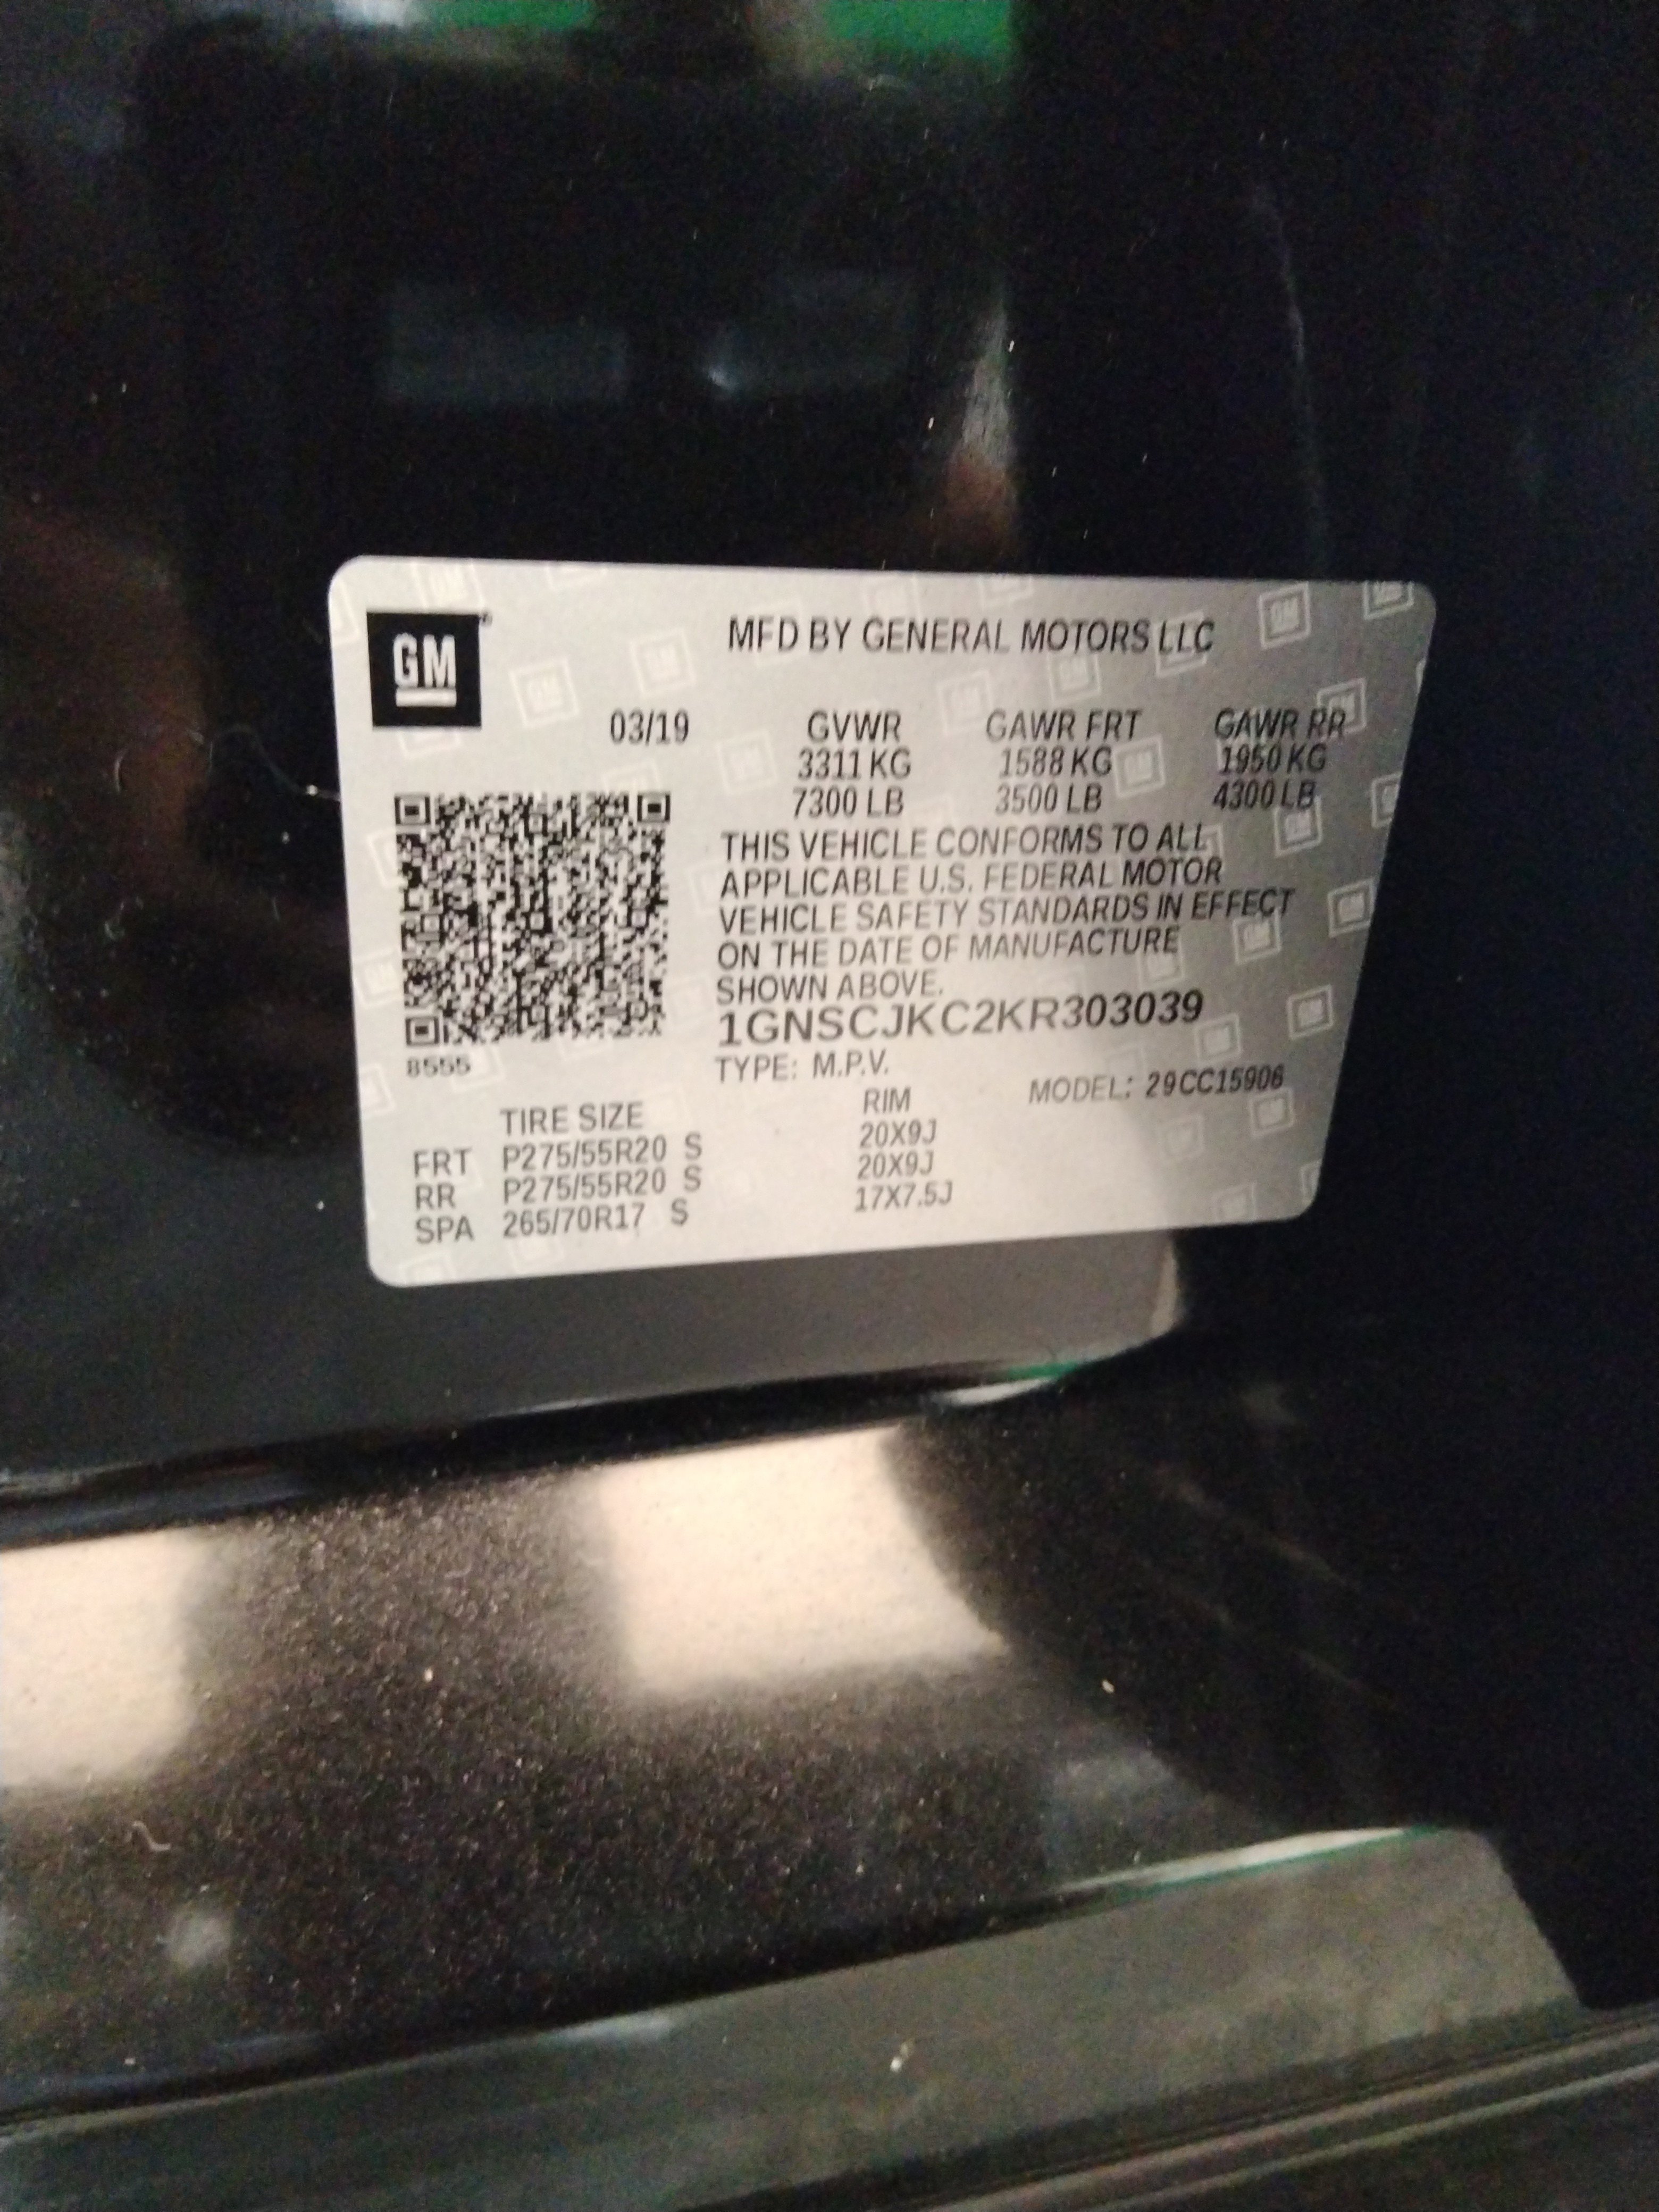 GM
MFD BY GENERAL MOTORS LLC
03/19 GVWR GAWR FRT GAWR RR
3311 KG 1588 KG 1950 KG
7300 LB 3500 LB 4300 LB
THIS VEHICLE CONFORMS TO ALL
APPLICABLE U.S. FEDERAL MOTOR
VEHICLE SAFETY STANDARDS IN EFFECT
ON THE DATE OF MANUFACTURE
SHOWN ABOVE.
1GNSCJKC2KR303039
8555
TYPE: M.P.V. MODEL: 29CC15906
TIRE SIZE RIM
FRT P275/55R20 S 20X9J
RR P275/55R20 S 20X9J
SPA 265/70R17 S 17X7.5J